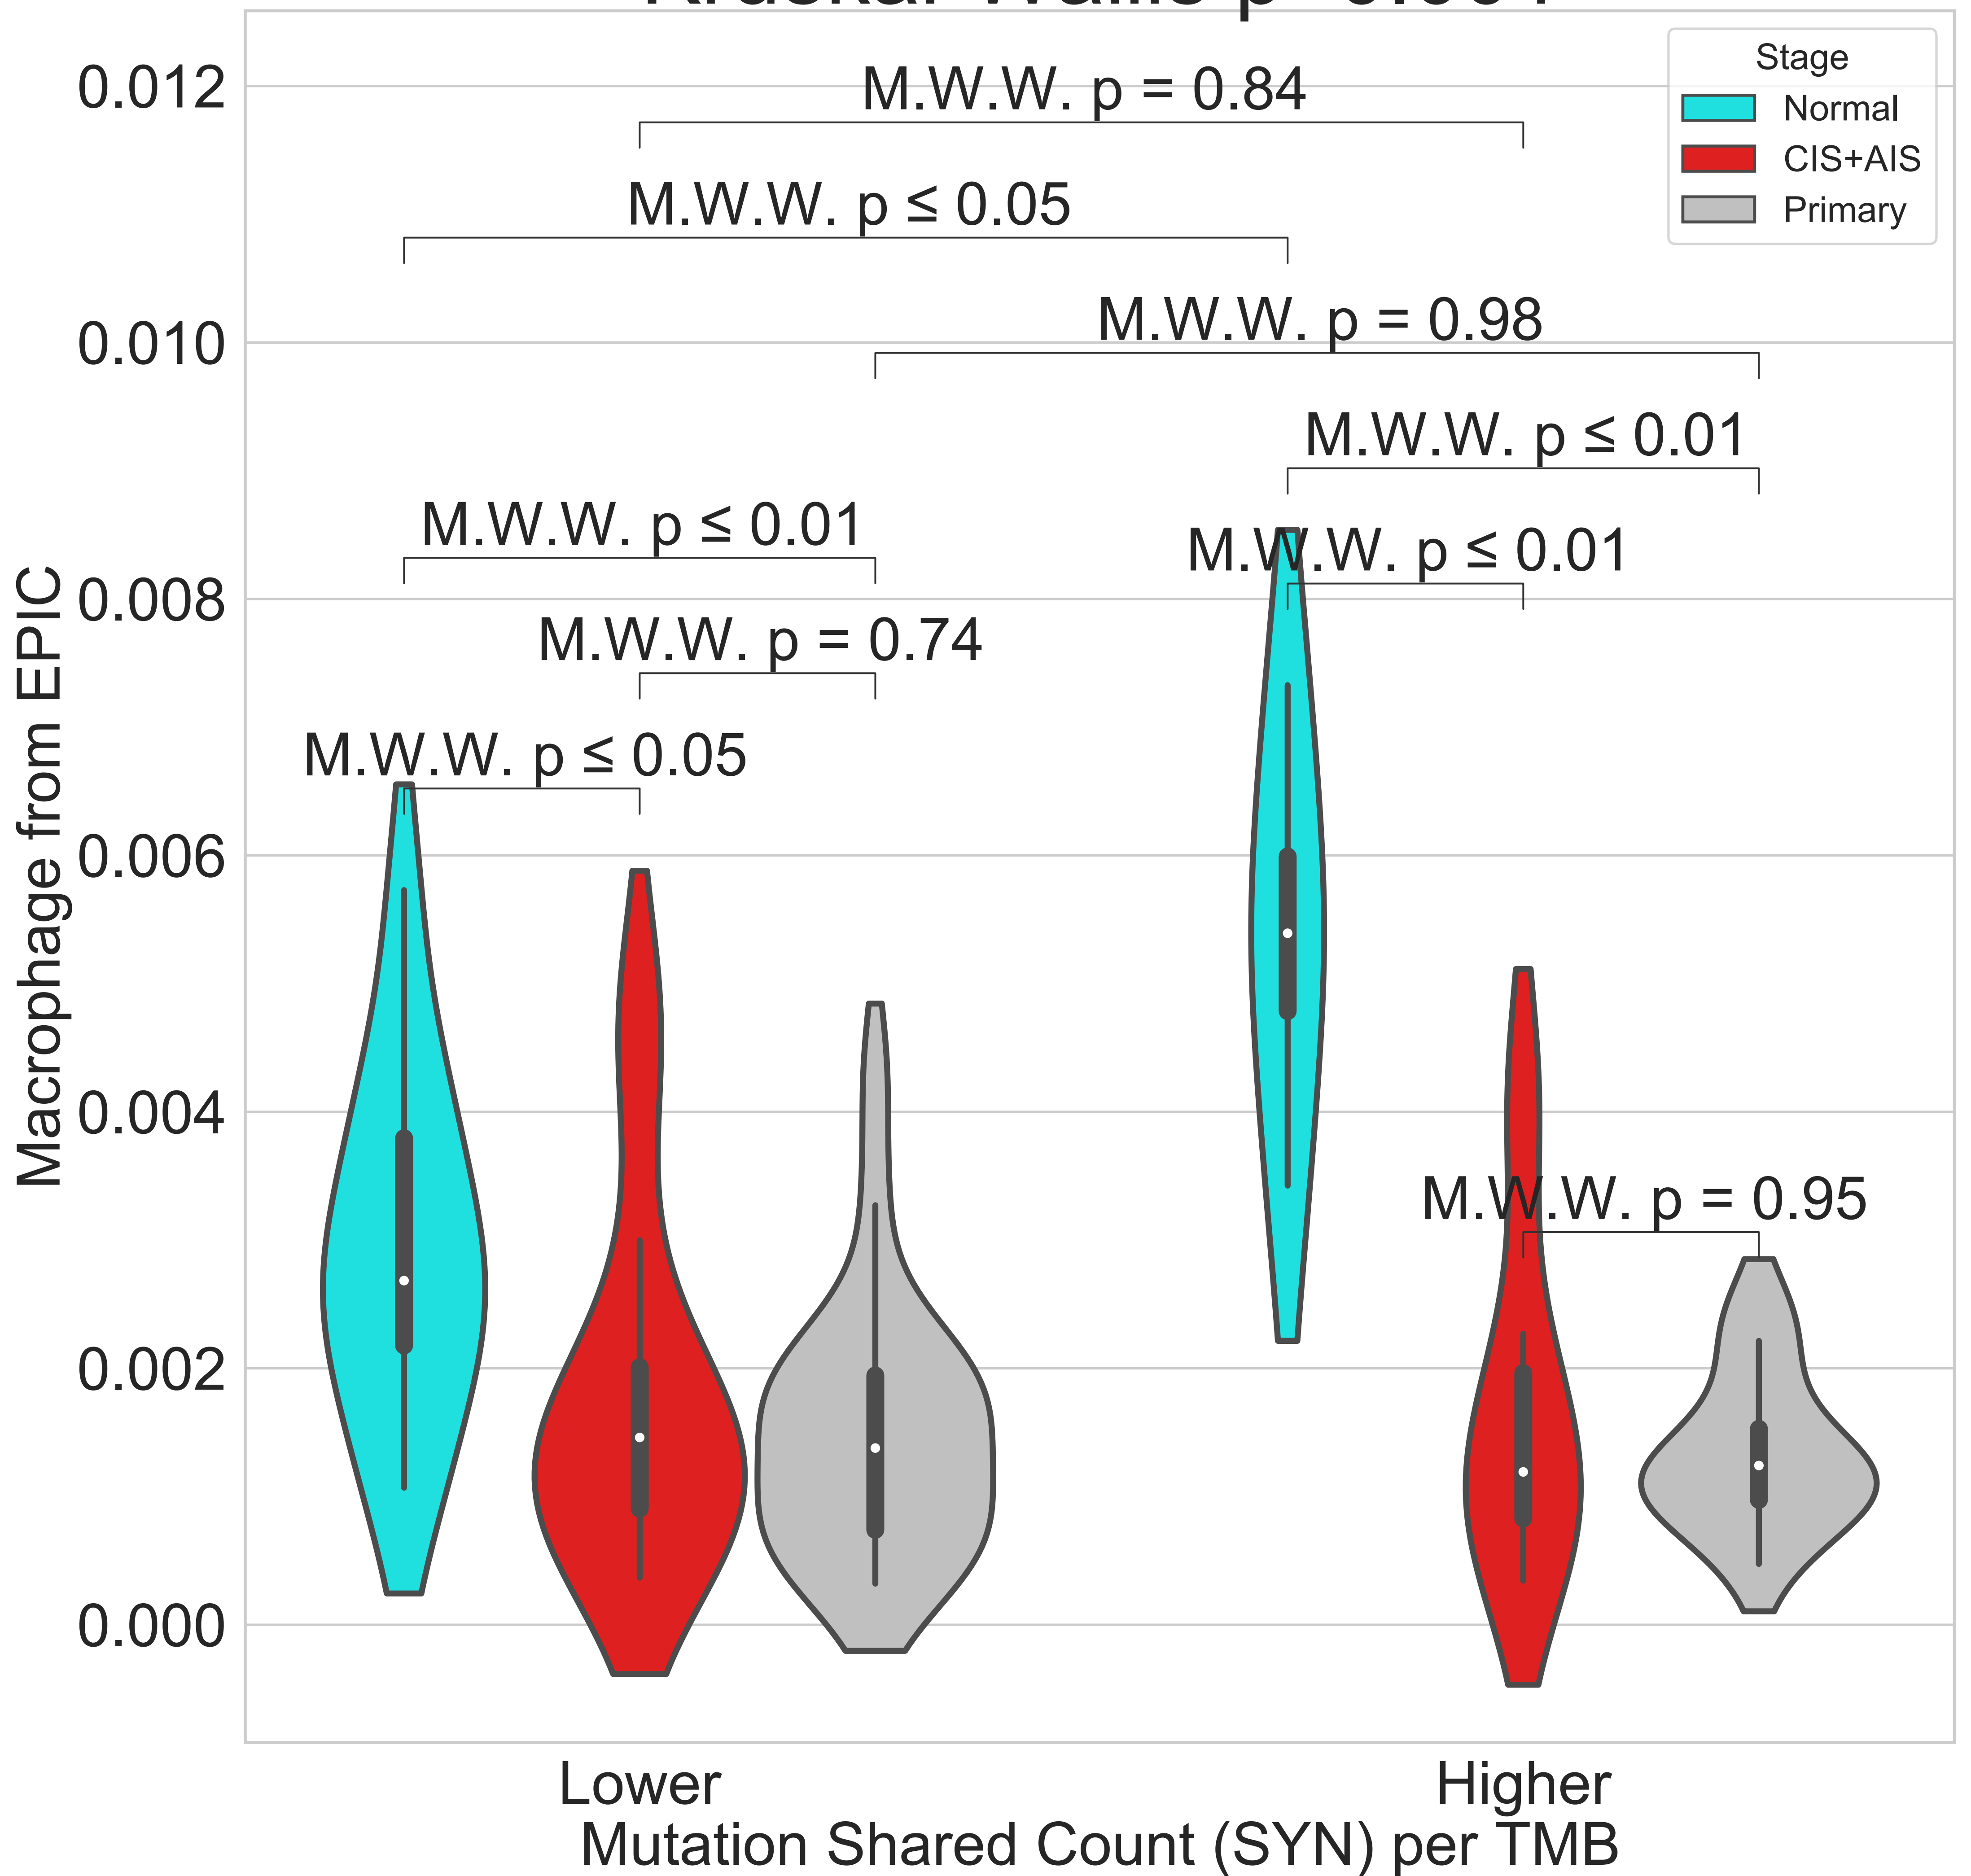 Stage
Normal
CIS+AIS
Primary
M.W.W. p = 0.84
M.W.W. p ≤ 0.05
M.W.W. p = 0.98
M.W.W. p ≤ 0.01
M.W.W. p ≤ 0.01
M.W.W. p ≤ 0.01
M.W.W. p = 0.74
M.W.W. p ≤ 0.05
M.W.W. p = 0.95
Macrophage from EPIC
0.012
0.010
0.008
0.006
0.004
0.002
0.000
Lower
Higher
Mutation Shared Count (SYN) per TMB